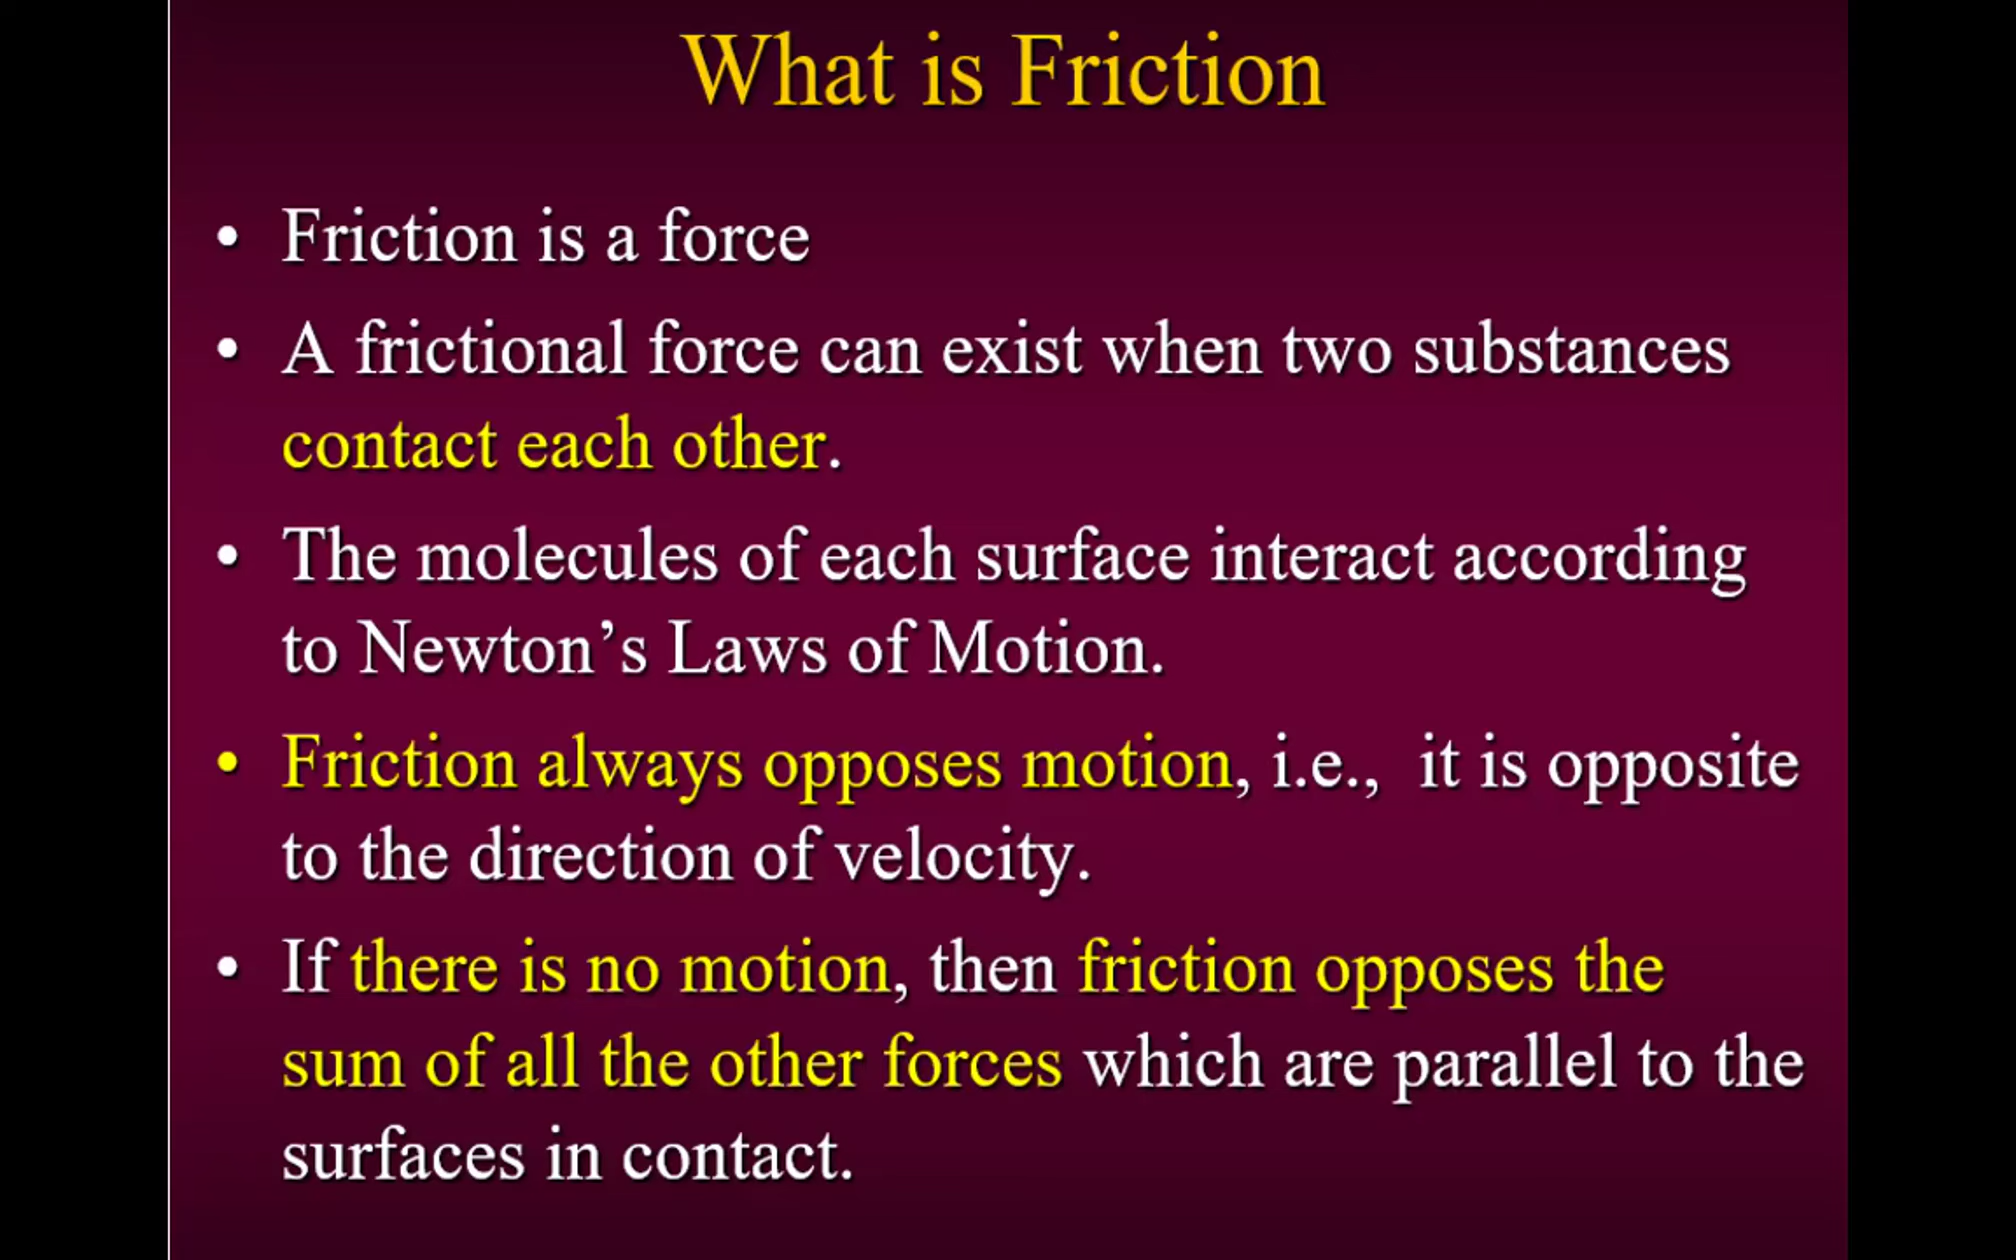 What is Friction
• Friction is a force
• A frictional force can exist when two substances
contact each other.
• The molecules of each surface interact according
to Newton’s Laws of Motion.
• Friction always opposes motion, i.e.,  it is opposite
to the direction of velocity.
• If there is no motion, then friction opposes the
sum of all the other forces which are parallel to the
surfaces in contact.